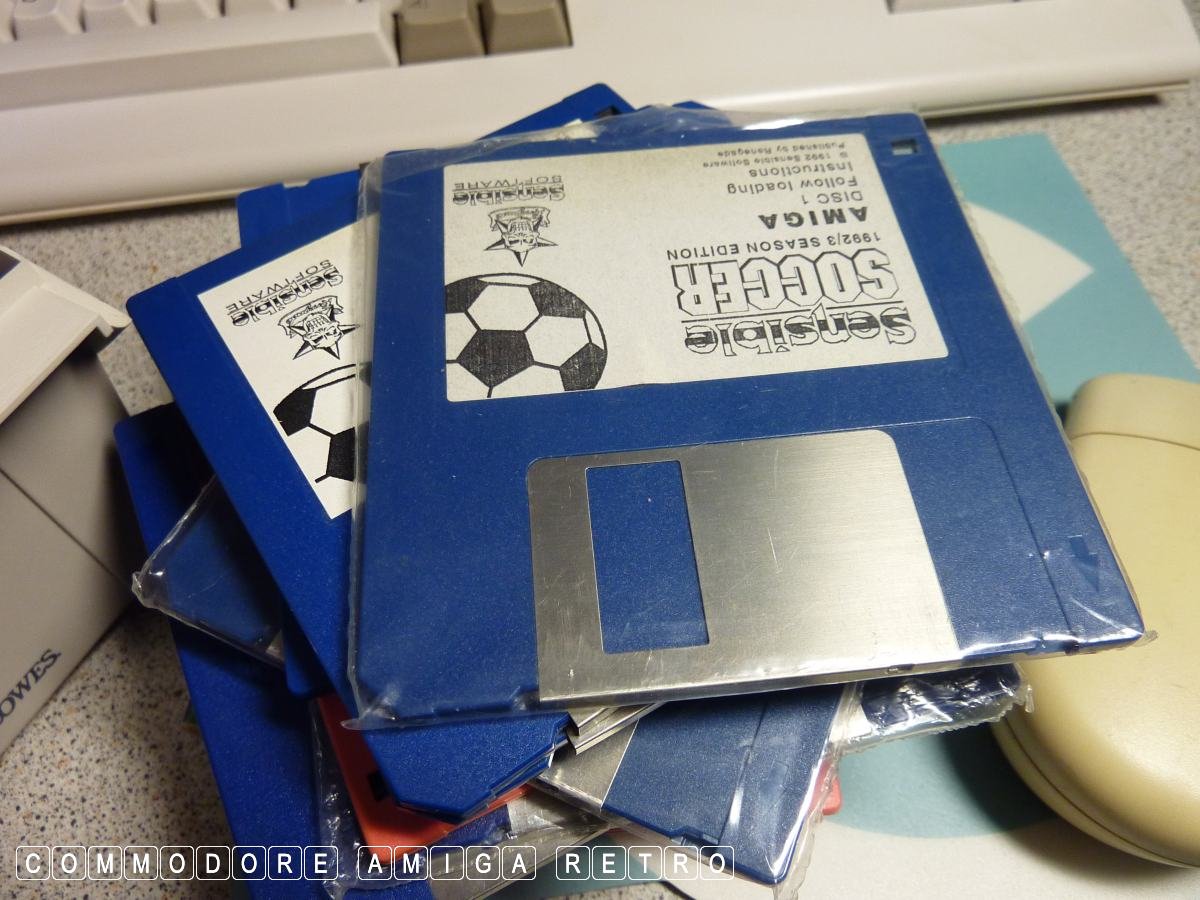 Sensible
SOCCER
1992/3 SEASON EDITION
AMIGA
DISC 1
Follow loading
Instructions
© 1992 Sensible Software
Published by Renegade
Sensible
SOFTWARE
Sensible
SOFTWARE
OWES
COMMODORE AMIGA RETRO